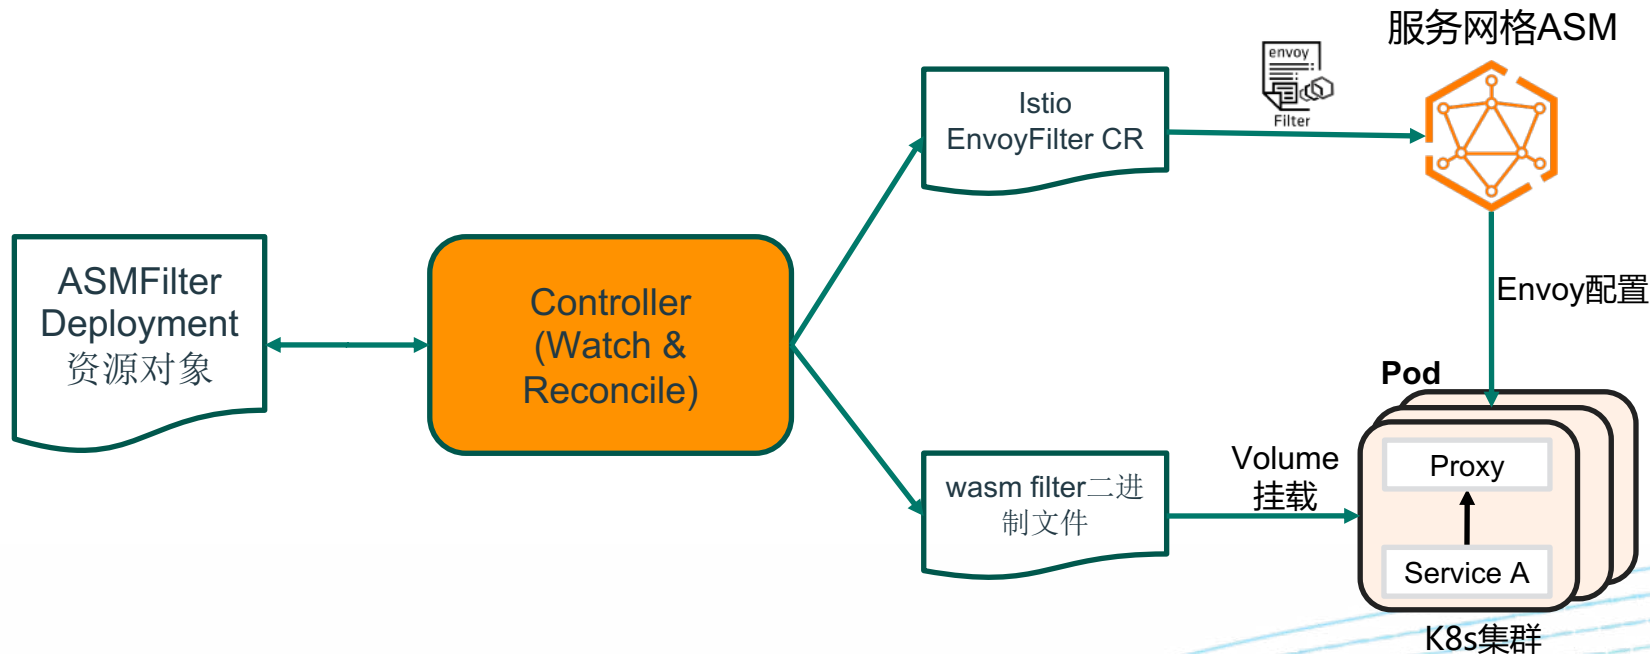 服务网格ASM
envoy
Filter
Istio
EnvoyFilter CR
ASMFilter
Deployment
资源对象
Controller
(Watch &
Reconcile)
Envoy配置
Pod
wasm filter二进
制文件
Volume
挂载
Proxy
Service A
K8s集群